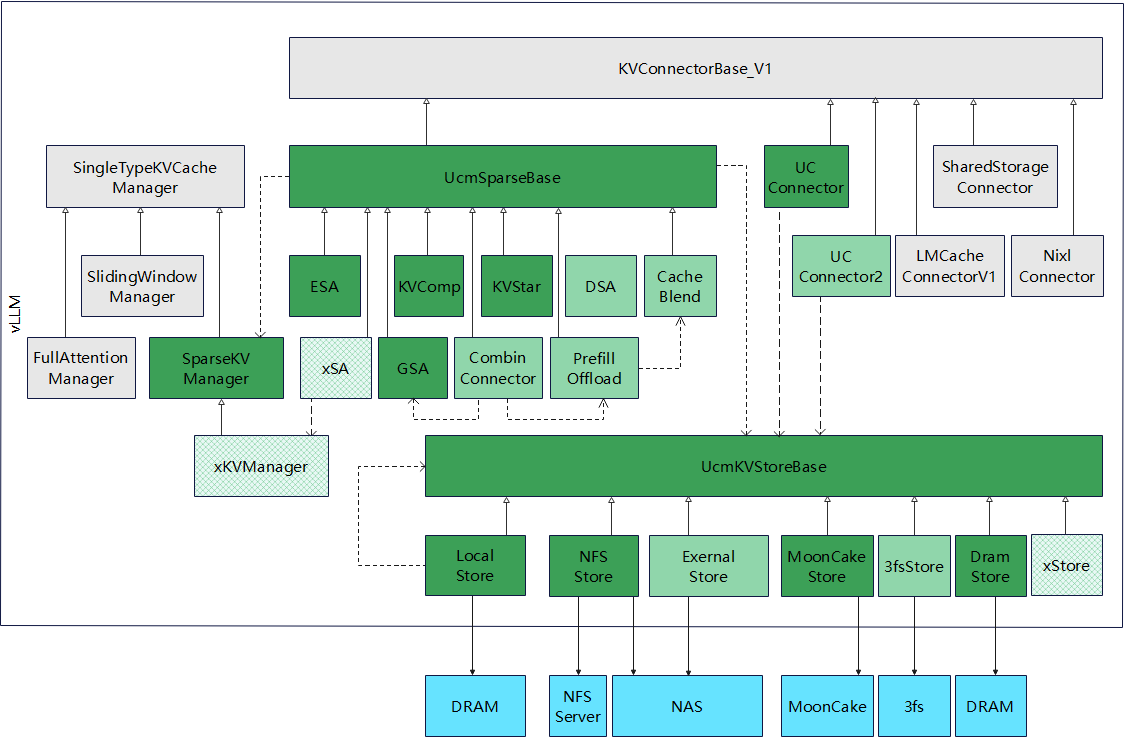 KVConnectorBase_V1
SingleTypeKVCache
Manager
UcmSparseBase
UC
Connector
SharedStorage
Connector
SlidingWindow
Manager
ESA
KVComp
KVStar
DSA
Cache
Blend
UC
Connector2
LMCache
ConnectorV1
Nixl
Connector
vLLM
FullAttention
Manager
SparseKV
Manager
xSA
GSA
Combin
Connector
Prefill
Offload
xKVManager
UcmKVStoreBase
Local
Store
NFS
Store
Exernal
Store
MoonCake
Store
3fsStore
Dram
Store
xStore
DRAM
NFS
Server
NAS
MoonCake
3fs
DRAM